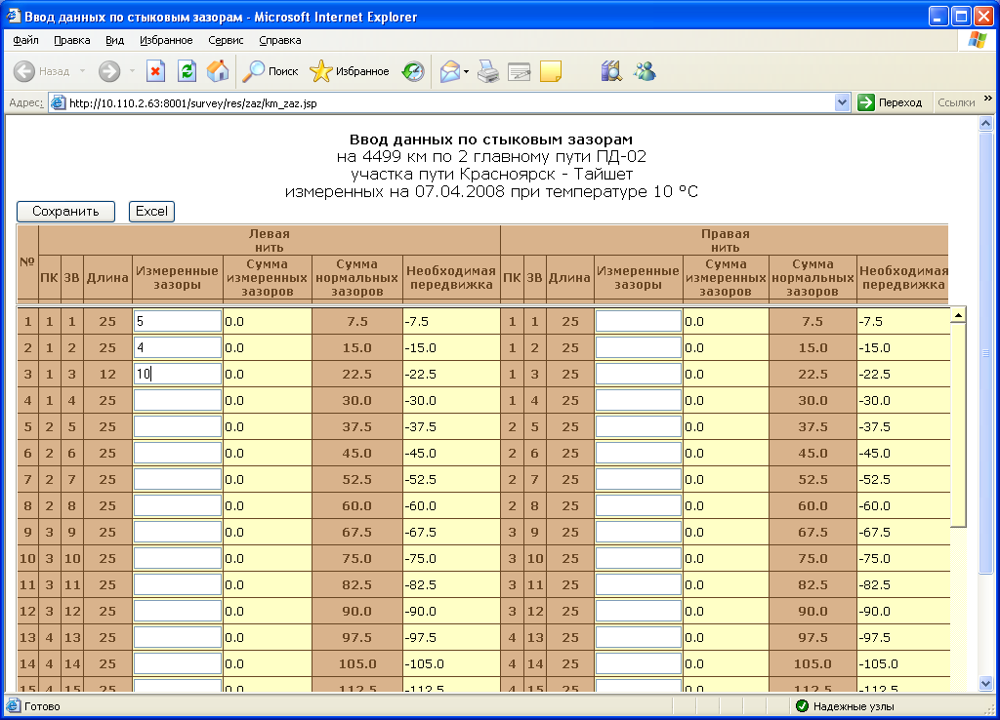 Ввод данных по стыковым зазорам - Microsoft Internet Explorer
Файл Правка Вид Избранное Сервис Справка
Назад Поиск Избранное
Адрес: http://10.110.2.63:8001/survey/res/zaz/km_zaz.jsp Переход Ссылки »
Ввод данных по стыковым зазорам
на 4499 км по 2 главному пути ПД-02
участка пути Красноярск - Тайшет
измеренных на 07.04.2008 при температуре 10 °C
Сохранить Excel
Левая нить Правая нить
№ ПК ЗВ Длина Измеренные зазоры Сумма измеренных зазоров Сумма нормальных зазоров Необходимая передвижка ПК ЗВ Длина Измеренные зазоры Сумма измеренных зазоров Сумма нормальных зазоров Необходимая передвижка
1 1 1 25 5 0.0 7.5 -7.5 1 1 25 0.0 7.5 -7.5
2 1 2 25 4 0.0 15.0 -15.0 1 2 25 0.0 15.0 -15.0
3 1 3 12 10 0.0 22.5 -22.5 1 3 25 0.0 22.5 -22.5
4 1 4 25 0.0 30.0 -30.0 1 4 25 0.0 30.0 -30.0
5 2 5 25 0.0 37.5 -37.5 2 5 25 0.0 37.5 -37.5
6 2 6 25 0.0 45.0 -45.0 2 6 25 0.0 45.0 -45.0
7 2 7 25 0.0 52.5 -52.5 2 7 25 0.0 52.5 -52.5
8 2 8 25 0.0 60.0 -60.0 2 8 25 0.0 60.0 -60.0
9 3 9 25 0.0 67.5 -67.5 3 9 25 0.0 67.5 -67.5
10 3 10 25 0.0 75.0 -75.0 3 10 25 0.0 75.0 -75.0
11 3 11 25 0.0 82.5 -82.5 3 11 25 0.0 82.5 -82.5
12 3 12 25 0.0 90.0 -90.0 3 12 25 0.0 90.0 -90.0
13 4 13 25 0.0 97.5 -97.5 4 13 25 0.0 97.5 -97.5
14 4 14 25 0.0 105.0 -105.0 4 14 25 0.0 105.0 -105.0
15 4 15 25 0.0 112.5 -112.5 4 15 25 0.0 112.5 -112.5
Готово Надежные узлы